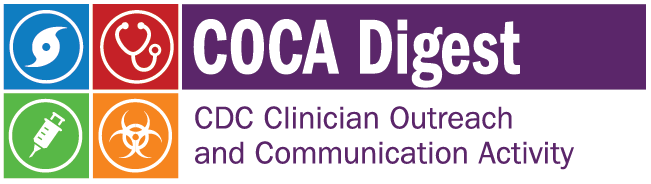 COCA Digest
CDC Clinician Outreach
and Communication Activity